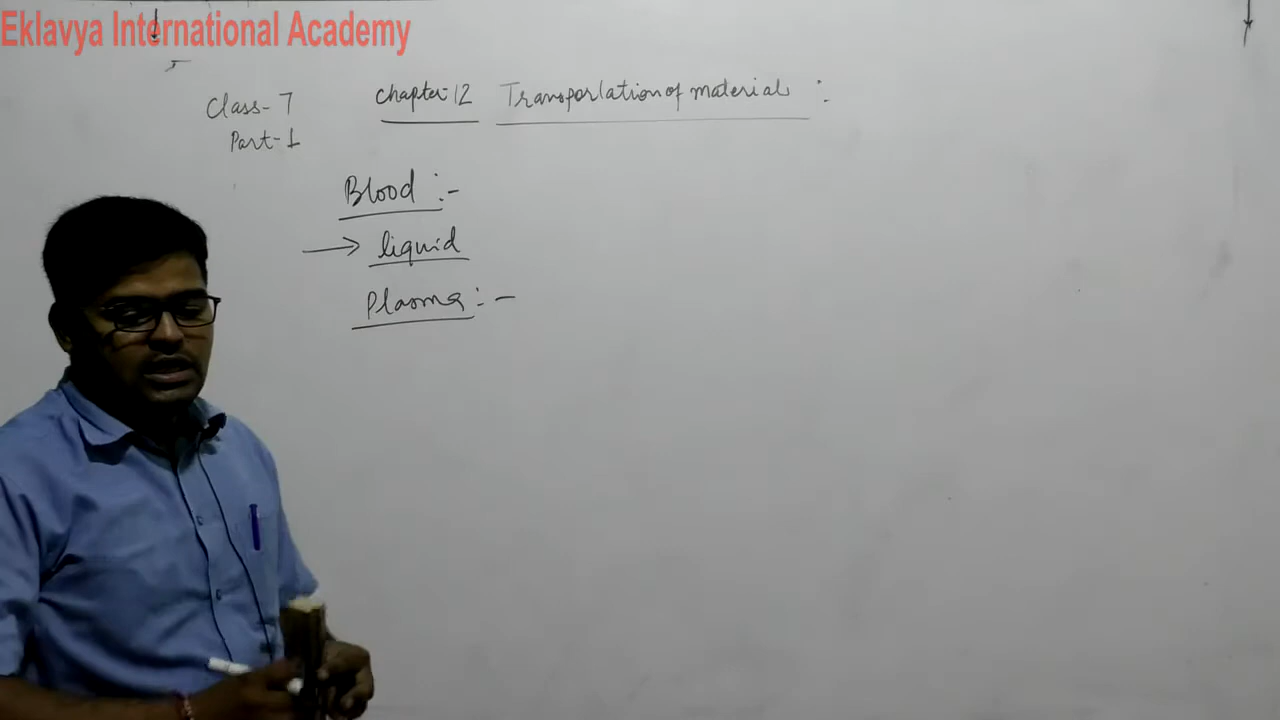 Eklavya International Academy
Class-7 Chapter-12 Transportation of materials :
Part-1
Blood :-
→ liquid
Plasma :-